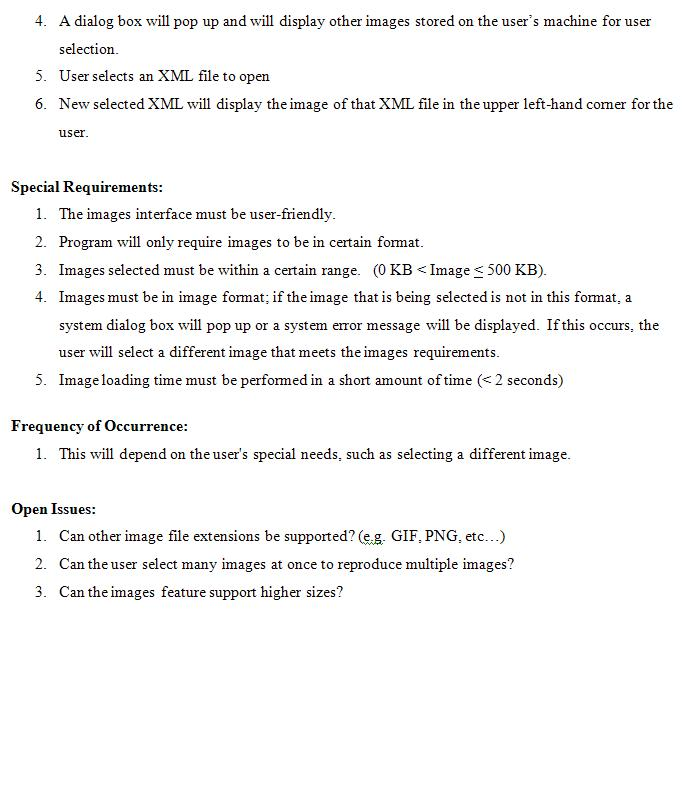 4. A dialog box will pop up and will display other images stored on the user's machine for user
selection.
5. User selects an XML file to open
6. New selected XML will display the image of that XML file in the upper left-hand corner for the
user.
Special Requirements:
1. The images interface must be user-friendly.
2. Program will only require images to be in certain format.
3. Images selected must be within a certain range. (0 KB < Image ≤ 500 KB).
4. Images must be in image format; if the image that is being selected is not in this format, a
system dialog box will pop up or a system error message will be displayed. If this occurs, the
user will select a different image that meets the images requirements.
5. Image loading time must be performed in a short amount of time (< 2 seconds)
Frequency of Occurrence:
1. This will depend on the user's special needs, such as selecting a different image.
Open Issues:
1. Can other image file extensions be supported? (e.g. GIF, PNG, etc…)
2. Can the user select many images at once to reproduce multiple images?
3. Can the images feature support higher sizes?